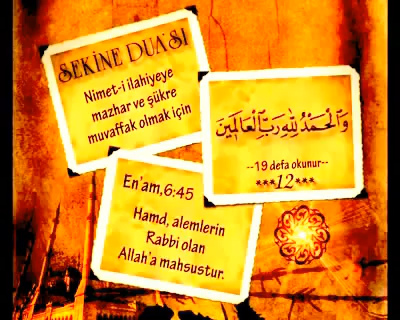 SEKİNE DUASI
Nimet-i ilahiyeye
mazhar ve şükre
muvaffak olmak için
وَالْحَمْدُ لِلّٰهِ رَبِّ الْعَالَمِينَ
--19 defa okunur--
***12***
En'am,6:45
Hamd, alemlerin
Rabbi olan
Allah'a mahsustur.